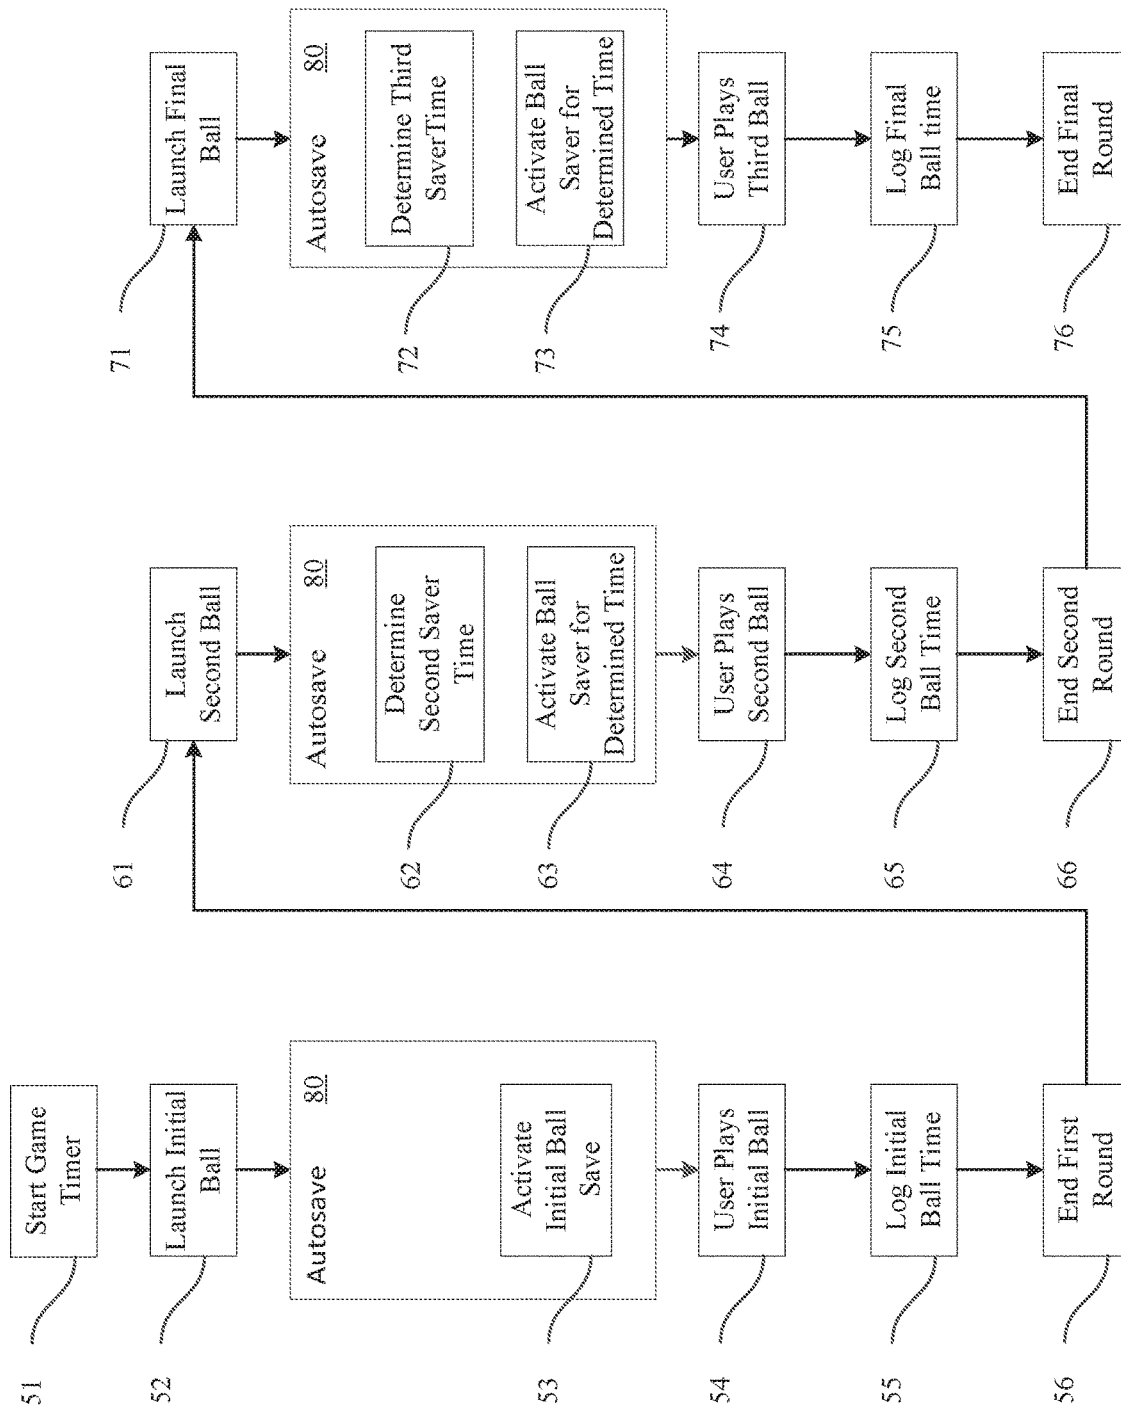 51
Start Game
Timer
52
Launch Initial
Ball
Autosave
80
53
Activate
Initial Ball
Save
54
User Plays
Initial Ball
55
Log Initial
Ball Time
56
End First
Round
61
Launch
Second Ball
Autosave
80
62
Determine
Second Saver
Time
63
Activate Ball
Saver for
Determined Time
64
User Plays
Second Ball
65
Log Second
Ball Time
66
End Second
Round
71
Launch Final
Ball
Autosave
80
72
Determine Third
SaverTime
73
Activate Ball
Saver for
Determined Time
74
User Plays
Third Ball
75
Log Final
Ball time
76
End Final
Round